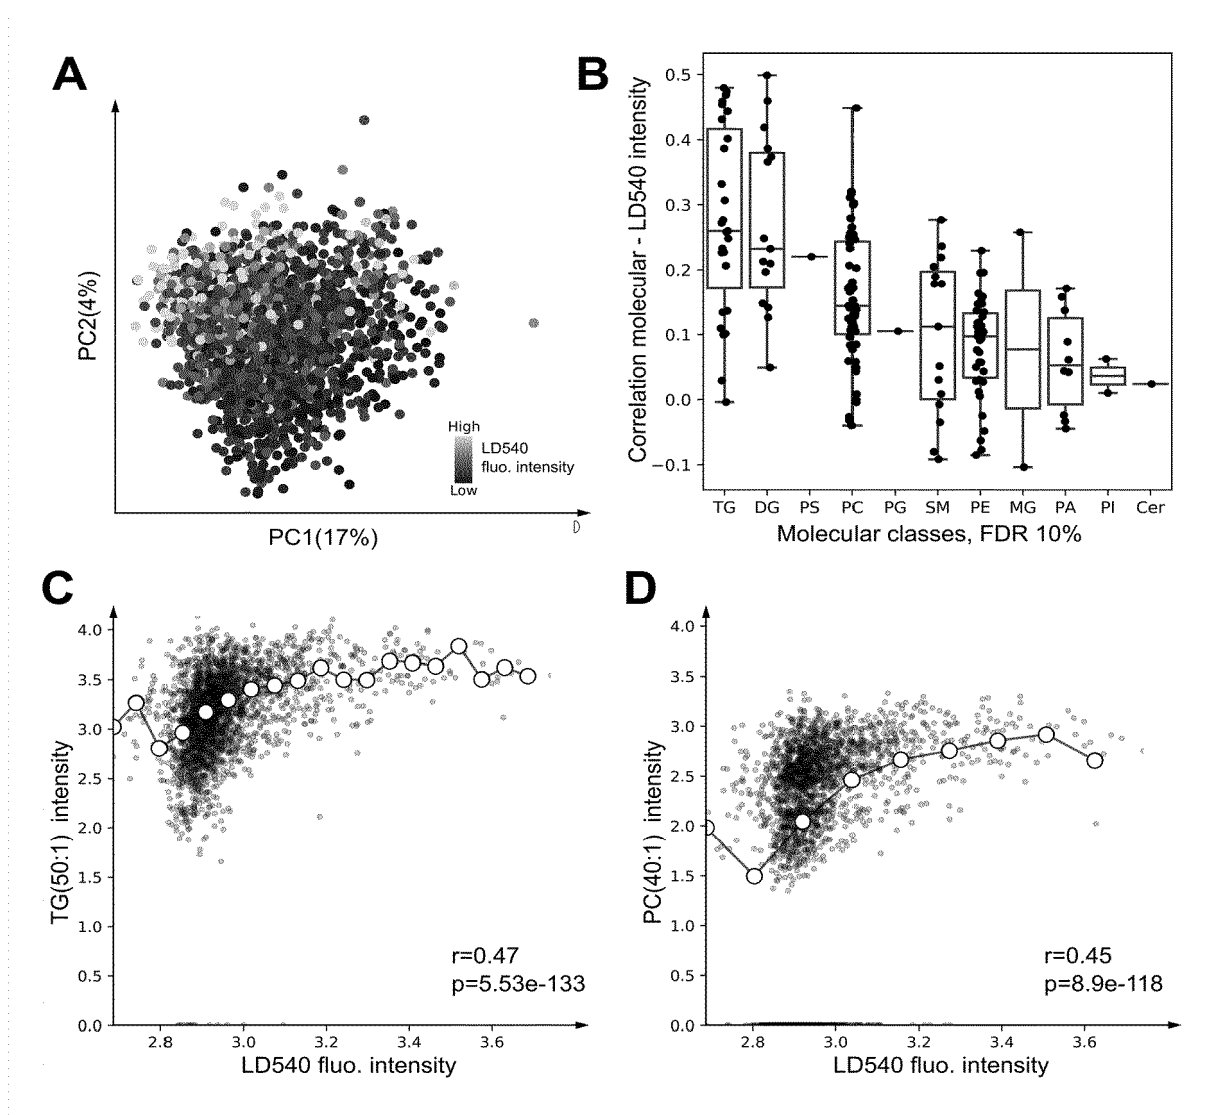 A
PC2(4%)
High
LD540
fluo. intensity
Low
PC1(17%)
D
B
Correlation molecular - LD540 intensity
0.5
0.4
0.3
0.2
0.1
0.0
−0.1
TG DG PS PC PG SM PE MG PA PI Cer
Molecular classes, FDR 10%
C
TG(50:1) intensity
4.0
3.5
3.0
2.5
2.0
1.5
1.0
0.5
0.0
r=0.47
p=5.53e-133
2.8 3.0 3.2 3.4 3.6
LD540 fluo. intensity
D
PC(40:1) intensity
4.0
3.5
3.0
2.5
2.0
1.5
1.0
0.5
0.0
r=0.45
p=8.9e-118
2.8 3.0 3.2 3.4 3.6
LD540 fluo. intensity